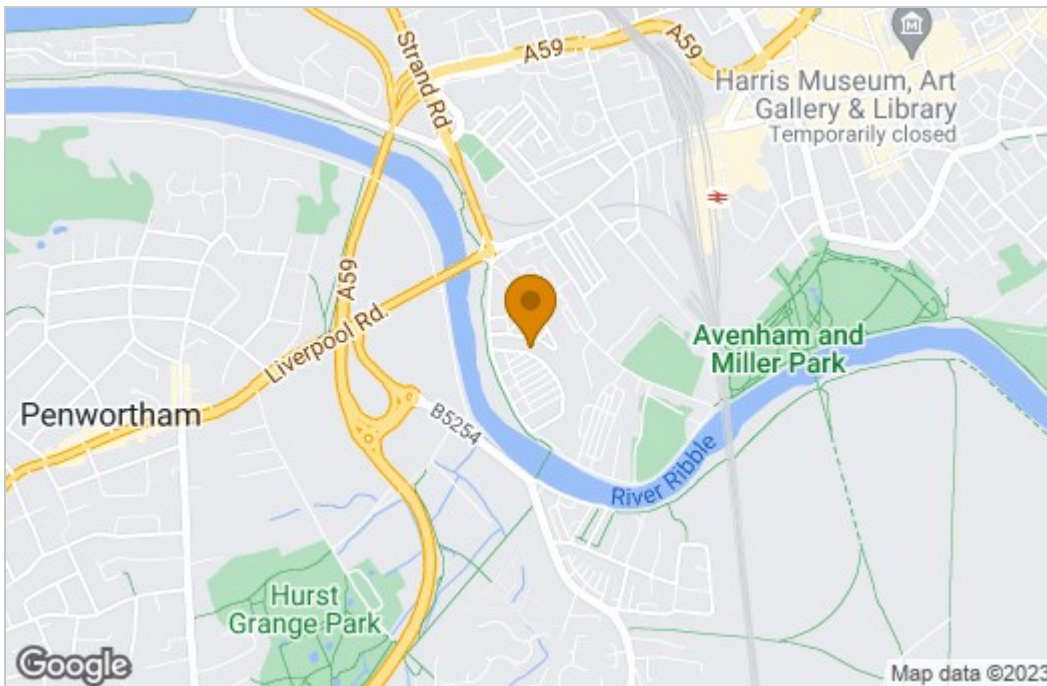 A59
A59
Strand Rd
Harris Museum, Art
Gallery & Library
Temporarily closed
A59
Liverpool Rd.
Avenham and
Miller Park
Penwortham
B5254
River Ribble
Hurst
Grange Park
Google
Map data ©2023